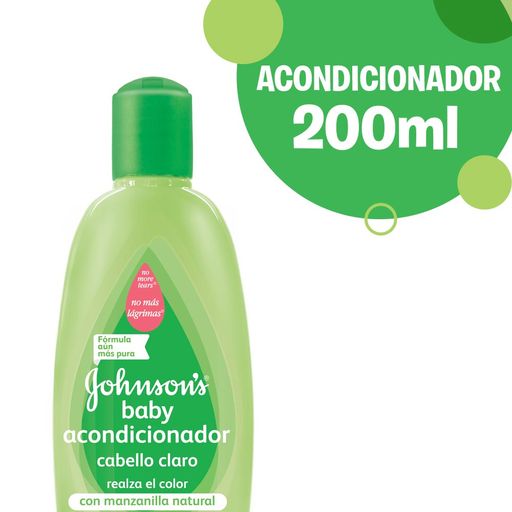 ACONDICIONADOR
200ml
no
more
tears®
no más
lágrimas®
Fórmula
aún
más pura
Johnson's®
baby
acondicionador
cabello claro
realza el color
con manzanilla natural